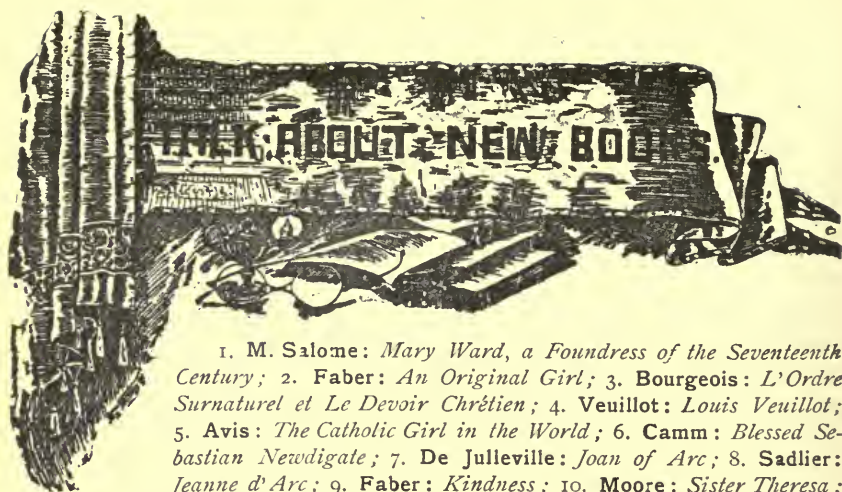 TALK ABOUT NEW BOOKS.
1. M. Salome: Mary Ward, a Foundress of the Seventeenth
Century; 2. Faber: An Original Girl; 3. Bourgeois: L'Ordre
Surnaturel et Le Devoir Chrétien; 4. Veuillot: Louis Veuillot;
5. Avis: The Catholic Girl in the World; 6. Camm: Blessed Se-
bastian Newdigate; 7. De Julleville: Joan of Arc; 8. Sadlier:
Jeanne d'Arc; 9. Faber: Kindness; 10. Moore: Sister Theresa;